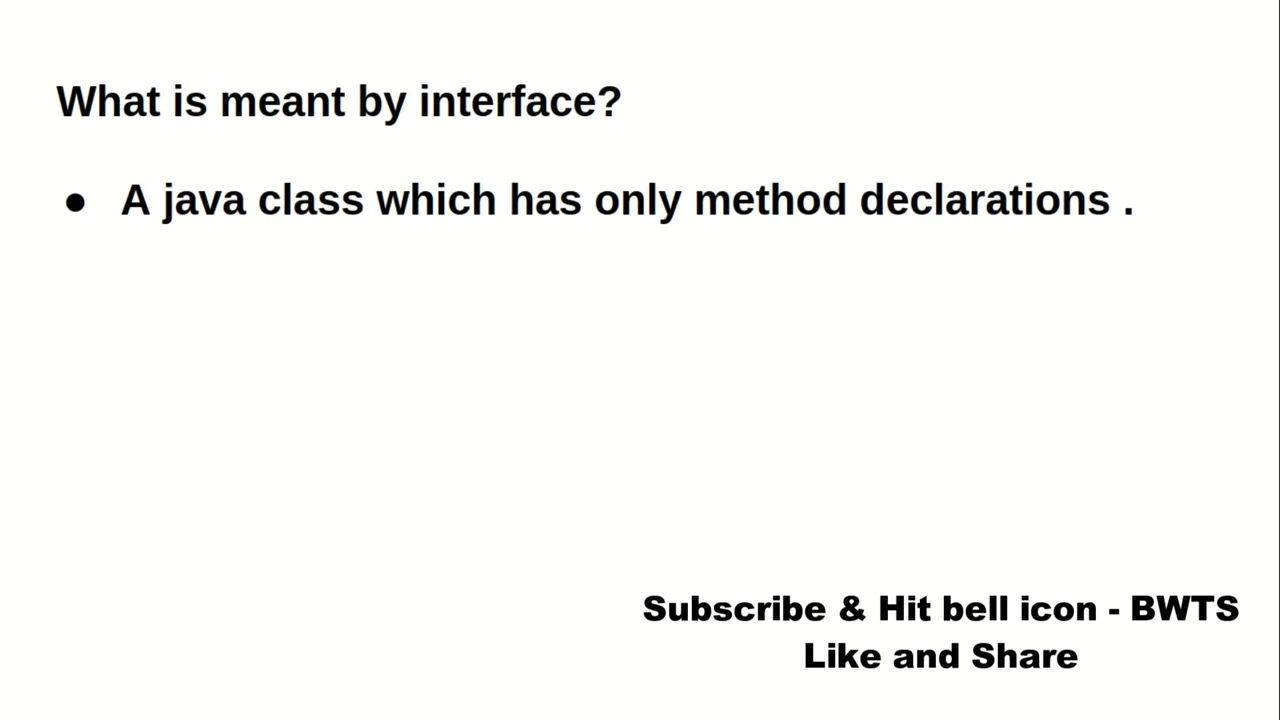 What is meant by interface?
● A java class which has only method declarations .
Subscribe & Hit bell icon - BWTS
Like and Share